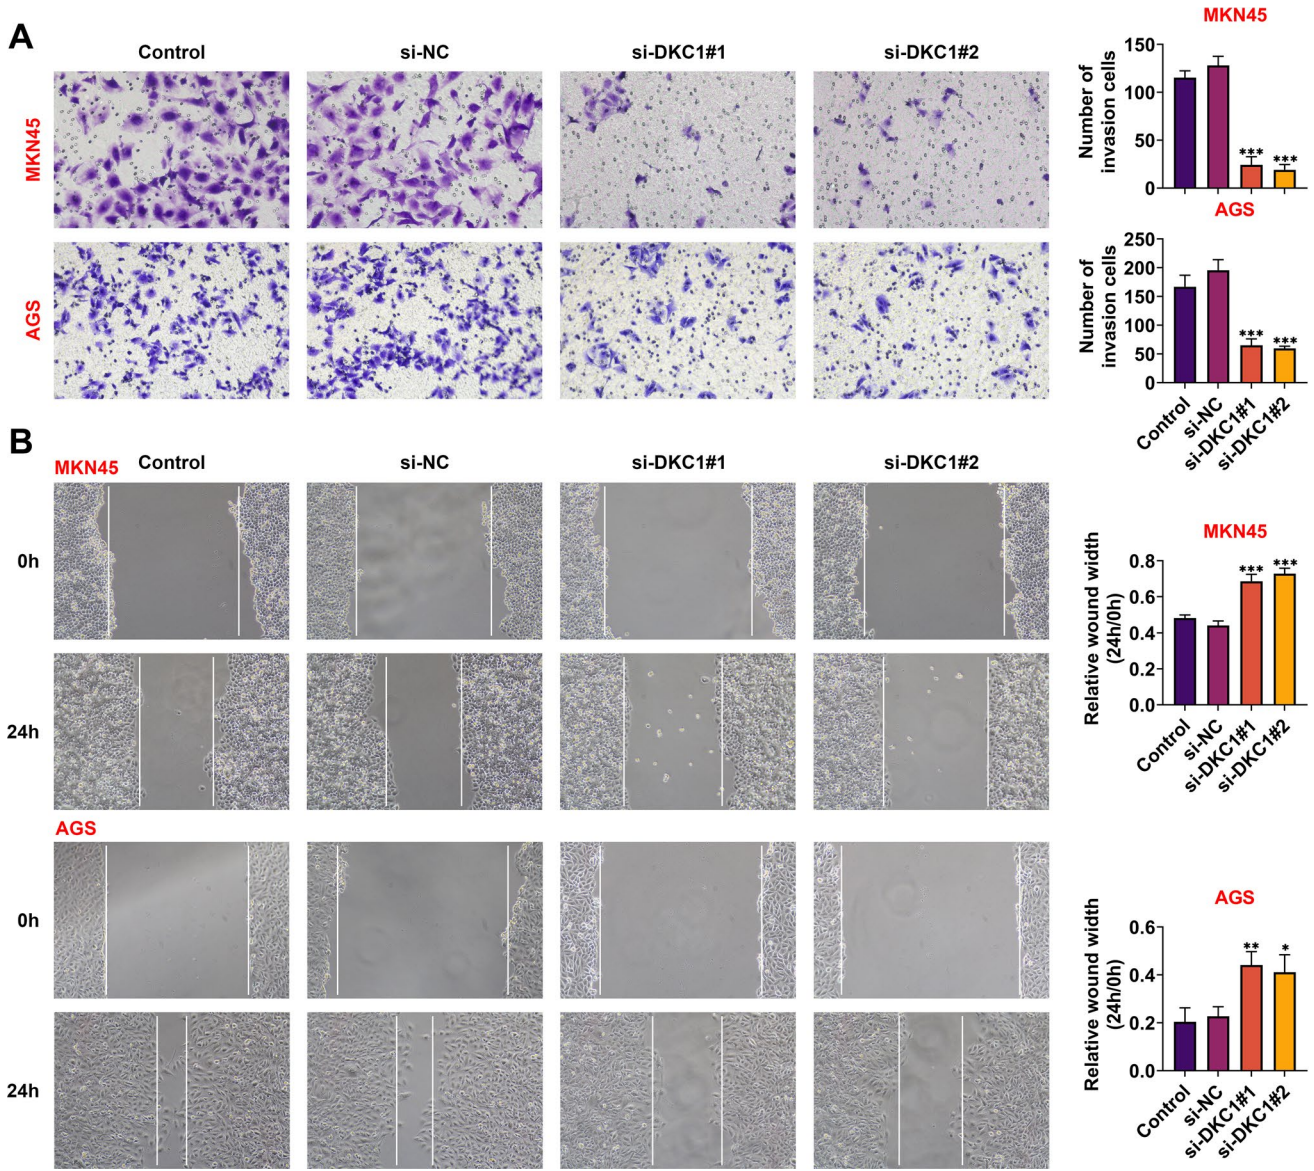 A
Control
si-NC
si-DKC1#1
si-DKC1#2
MKN45
AGS
MKN45
Number of
invasion cells
150
100
50
0
***
***
AGS
Number of
invasion cells
250
200
150
100
50
0
***
***
Control
si-NC
si-DKC1#1
si-DKC1#2
B
MKN45
Control
si-NC
si-DKC1#1
si-DKC1#2
0h
24h
AGS
0h
24h
MKN45
Relative wound width
(24h/0h)
0.8
0.6
0.4
0.2
0.0
***
***
Control
si-NC
si-DKC1#1
si-DKC1#2
AGS
Relative wound width
(24h/0h)
0.6
0.4
0.2
0.0
**
*
Control
si-NC
si-DKC1#1
si-DKC1#2